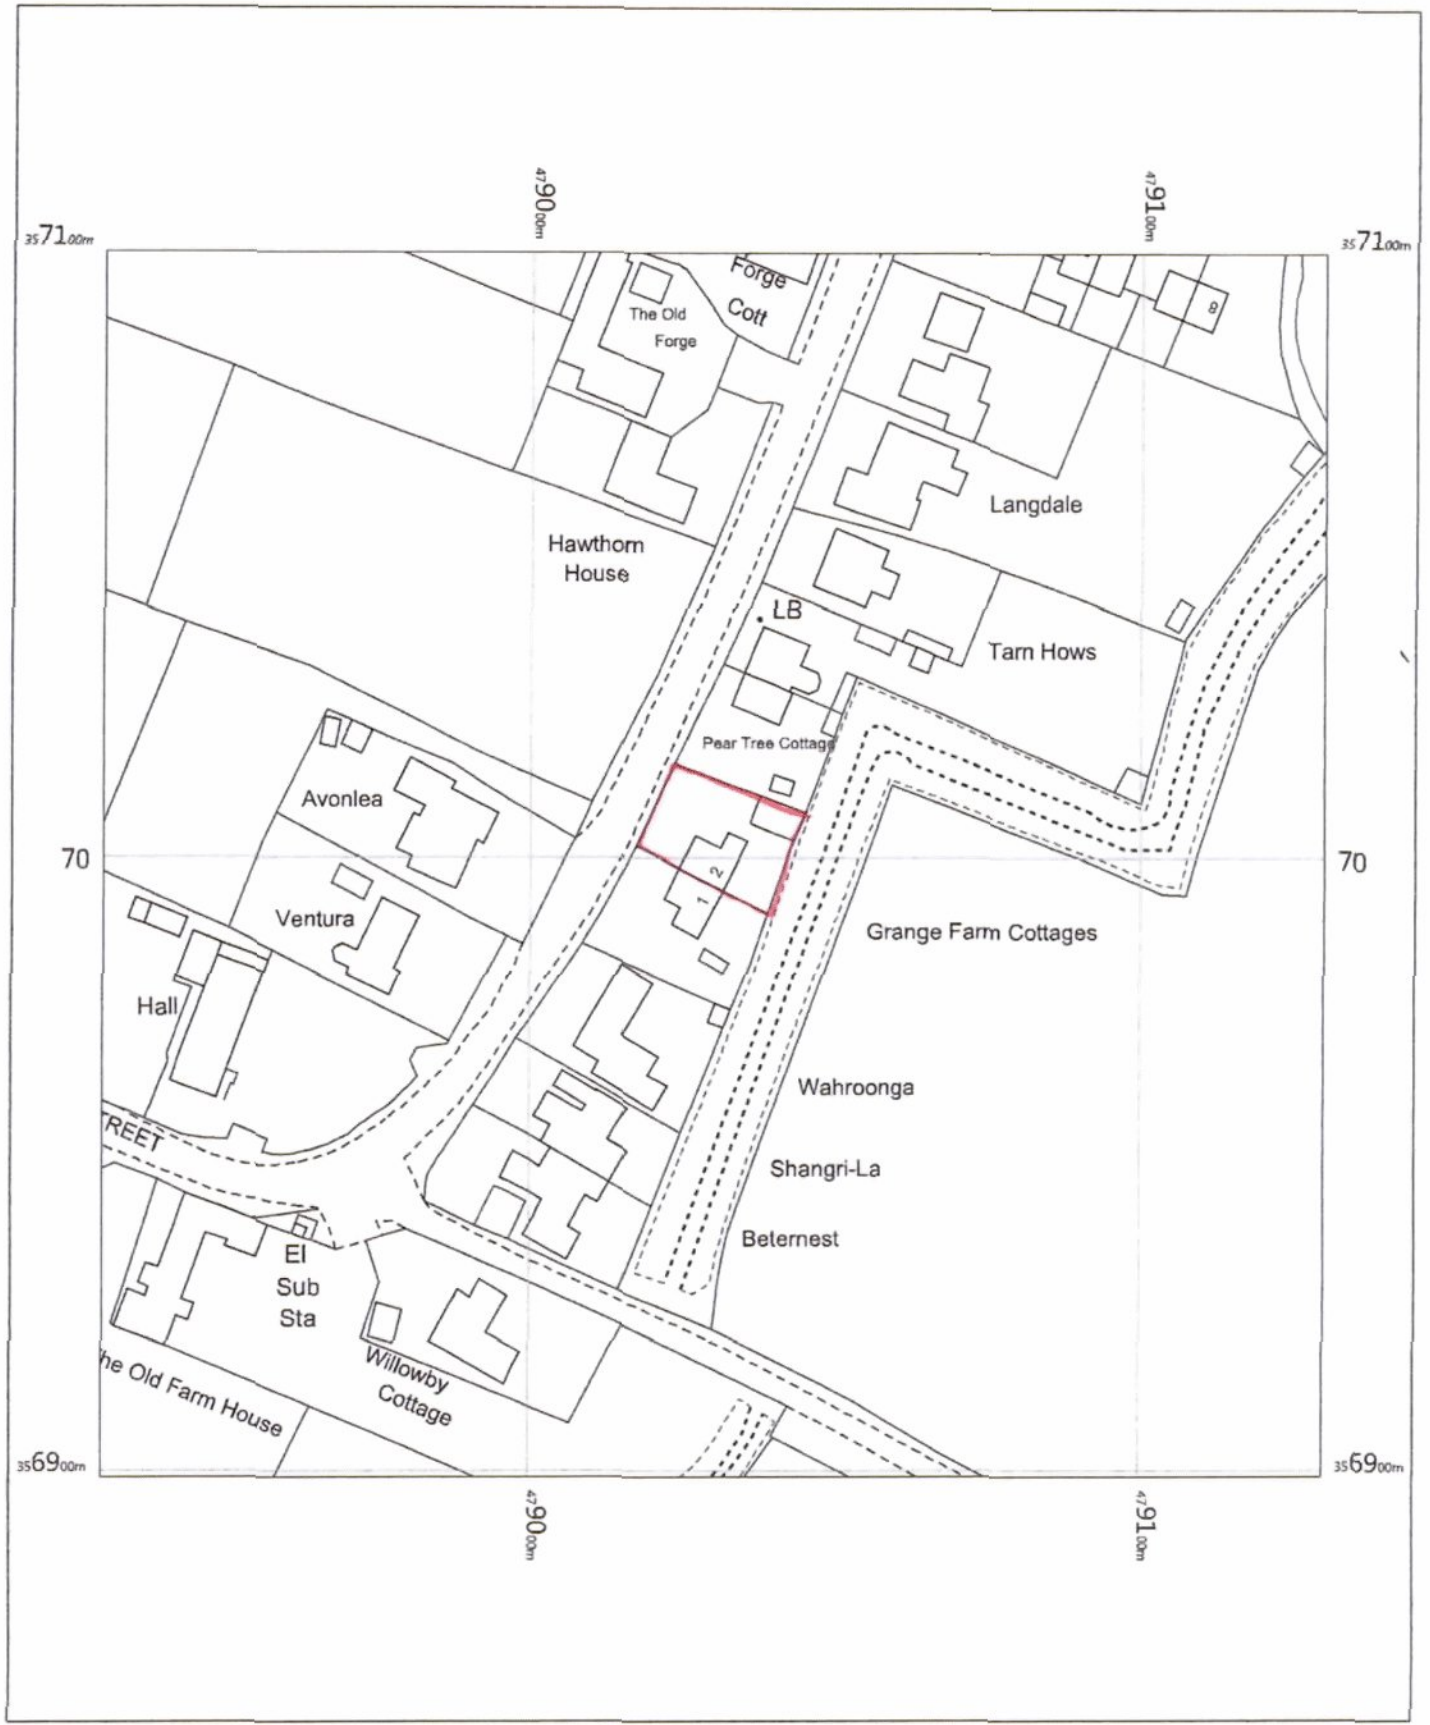 4790 00m
4791 00m
3571 00m
3571 00m
Forge
Cott
The Old
Forge
8
Langdale
Hawthorn
House
LB
Tarn Hows
Pear Tree Cottage
Avonlea
70
70
2
1
Ventura
Grange Farm Cottages
Hall
Wahroonga
REET
Shangri-La
Beternest
El
Sub
Sta
Willowby
Cottage
he Old Farm House
3569 00m
3569 00m
4790 00m
4791 00m